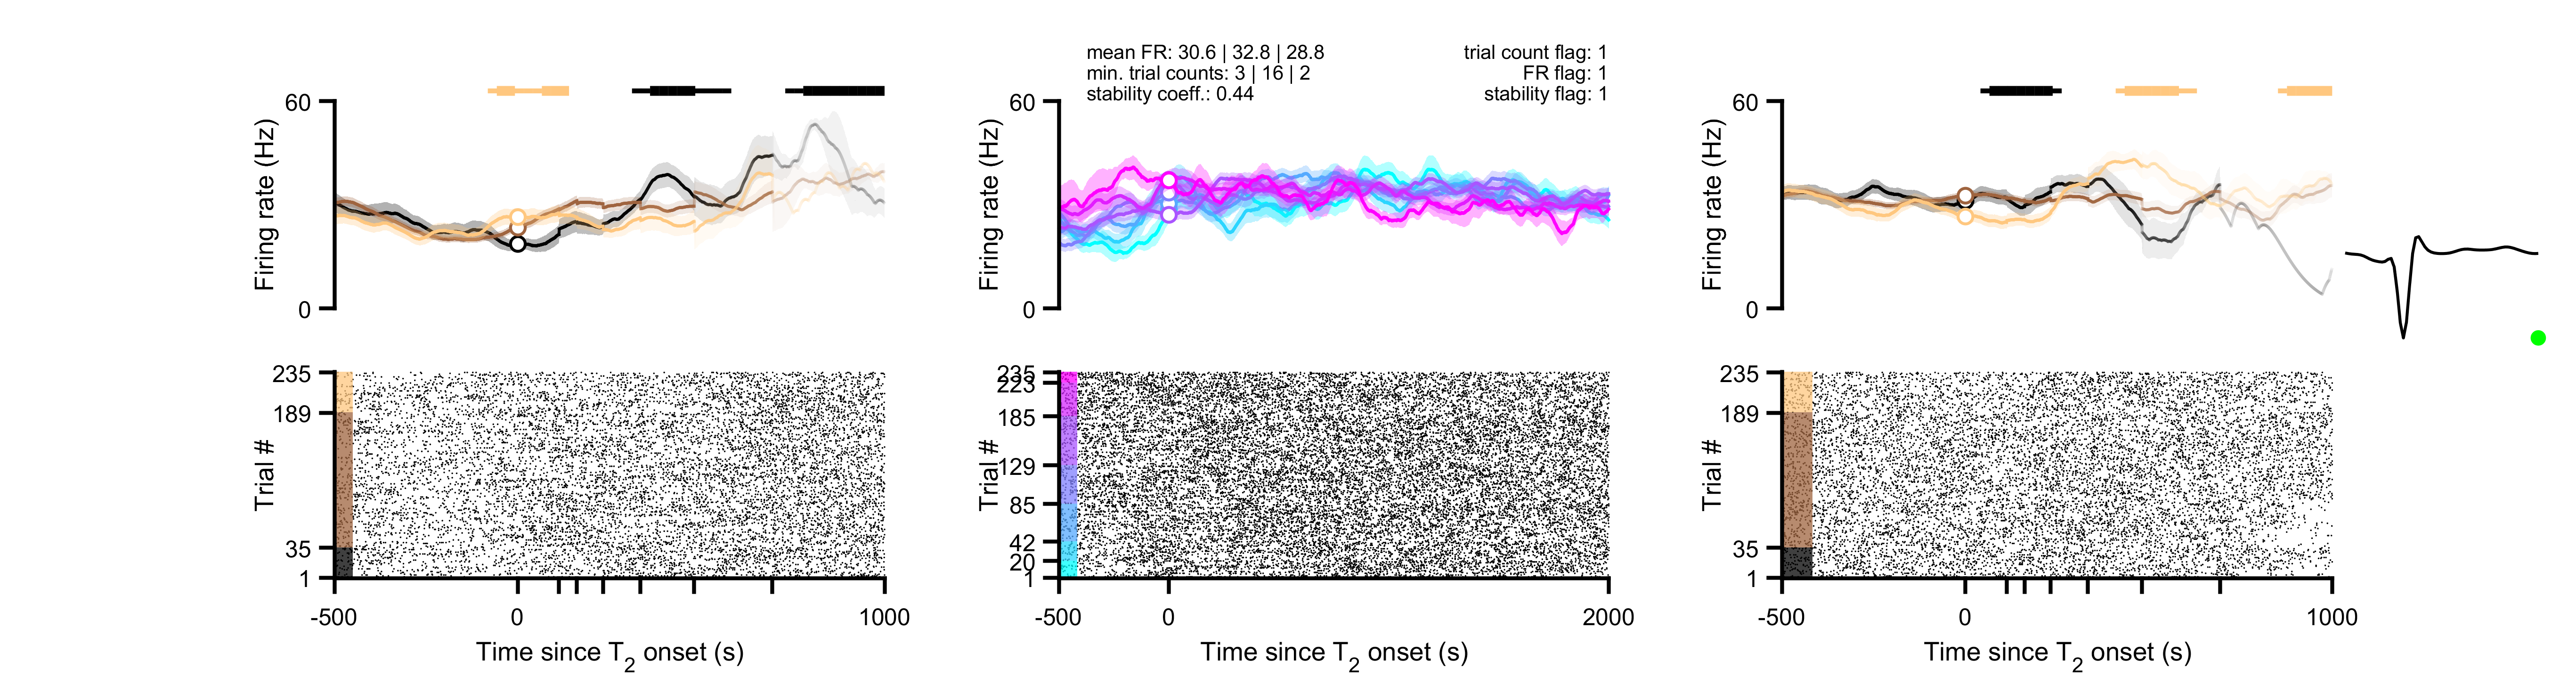 mean FR: 30.6 | 32.8 | 28.8
min. trial counts: 3 | 16 | 2
stability coeff.: 0.44
trial count flag: 1
FR flag: 1
stability flag: 1
60
Firing rate (Hz)
0
60
Firing rate (Hz)
0
60
Firing rate (Hz)
0
235
189
Trial #
35
1
-500
0
1000
Time since T2 onset (s)
235
223
185
Trial #
129
85
42
20
1
-500
0
2000
Time since T2 onset (s)
235
189
Trial #
35
1
-500
0
1000
Time since T2 onset (s)